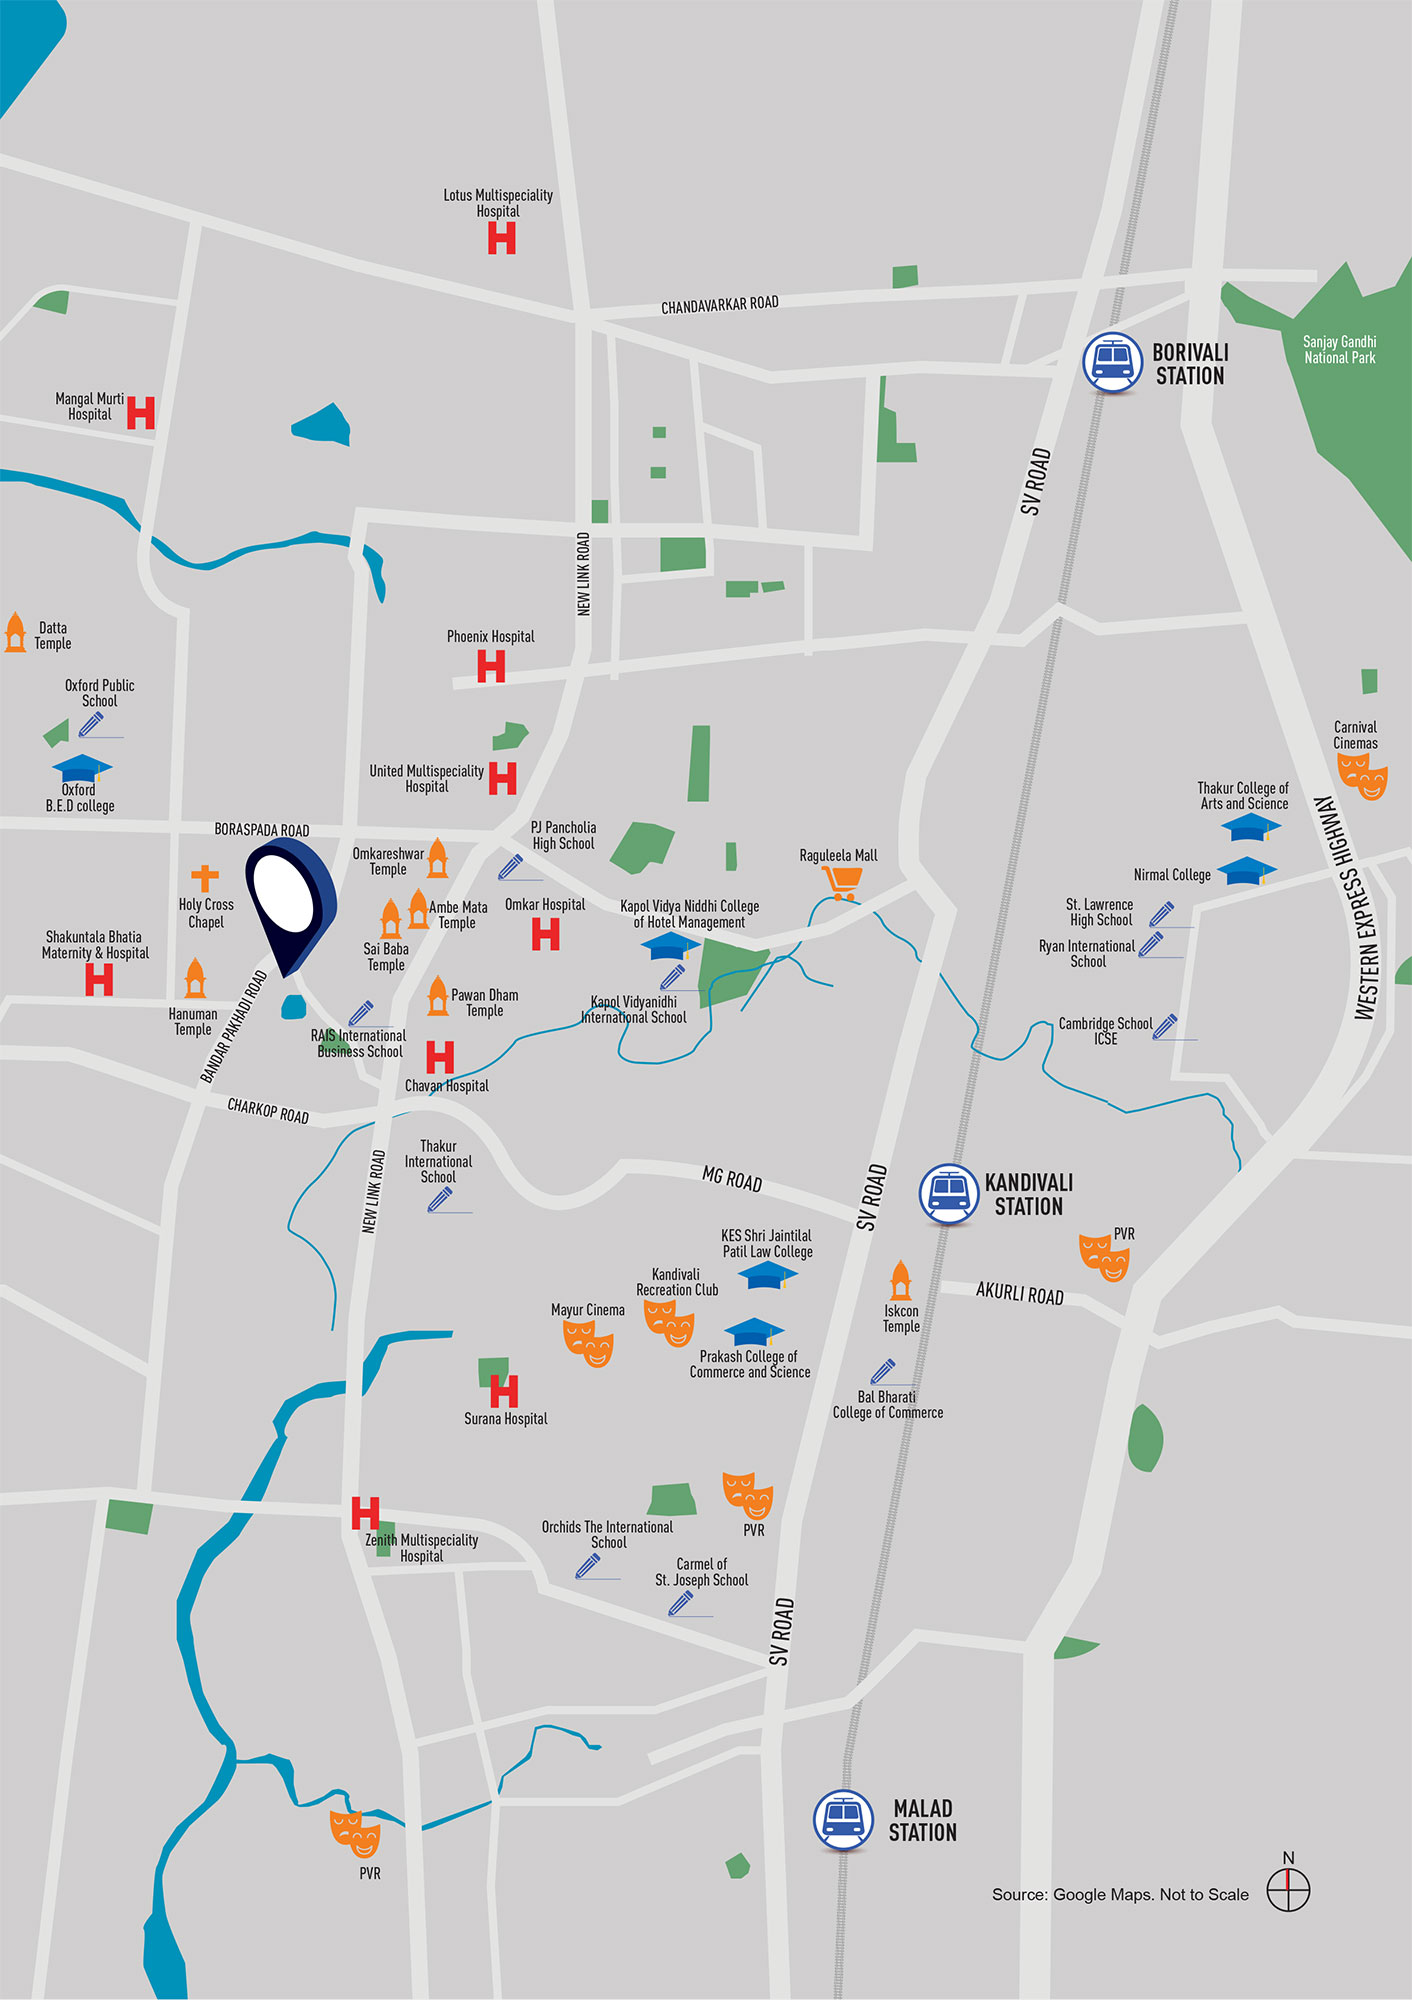 Lotus Multispeciality
Hospital
CHANDAVARKAR ROAD
Sanjay Gandhi
National Park
BORIVALI
STATION
Mangal Murti
Hospital
SV ROAD
NEW LINK ROAD
Datta
Temple
Phoenix Hospital
Oxford Public
School
Carnival
Cinemas
United Multispeciality
Hospital
Oxford
B.E.D college
Thakur College of
Arts and Science
WESTERN EXPRESS HIGHWAY
BORASPADA ROAD
PJ Pancholia
High School
Omkareshwar
Temple
Raguleela Mall
Nirmal College
Holy Cross
Chapel
Ambe Mata
Temple
Omkar Hospital
Kapol Vidya Niddhi College
of Hotel Management
St. Lawrence
High School
Shakuntala Bhatia
Maternity & Hospital
Sai Baba
Temple
Ryan International
School
BANDAR PAKHADI ROAD
Hanuman
Temple
Pawan Dham
Temple
Kapol Vidyanidhi
International School
RAIS International
Business School
Cambridge School
ICSE
Chavan Hospital
CHARKOP ROAD
Thakur
International
School
NEW LINK ROAD
MG ROAD
SV ROAD
KANDIVALI
STATION
KES Shri Jaintilal
Patil Law College
PVR
Kandivali
Recreation Club
AKURLI ROAD
Mayur Cinema
Iskcon
Temple
Prakash College of
Commerce and Science
Bal Bharati
College of Commerce
Surana Hospital
PVR
Orchids The International
School
Zenith Multispeciality
Hospital
Carmel of
St. Joseph School
SV ROAD
MALAD
STATION
PVR
N
Source: Google Maps. Not to Scale